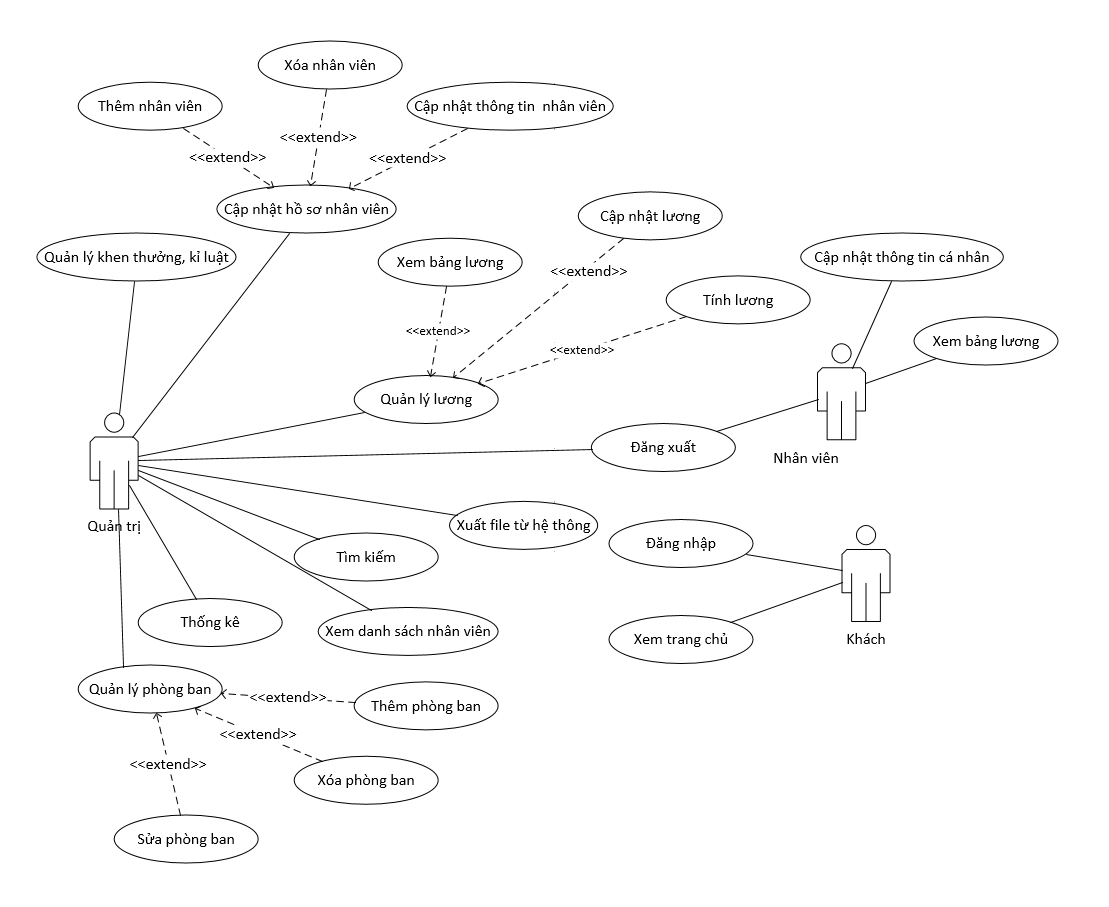 Xóa nhân viên
Thêm nhân viên
Cập nhật thông tin nhân viên
<<extend>>
<<extend>>
<<extend>>
Cập nhật hồ sơ nhân viên
Cập nhật lương
Quản lý khen thưởng, kỉ luật
Xem bảng lương
Cập nhật thông tin cá nhân
<<extend>>
Tính lương
<<extend>>
Xem bảng lương
<<extend>>
Quản lý lương
Đăng xuất
Nhân viên
Quản trị
Xuất file từ hệ thông
Đăng nhập
Tìm kiếm
Thống kê
Xem danh sách nhân viên
Xem trang chủ
Khách
Quản lý phòng ban
<<extend>>
Thêm phòng ban
<<extend>>
<<extend>>
Xóa phòng ban
Sửa phòng ban